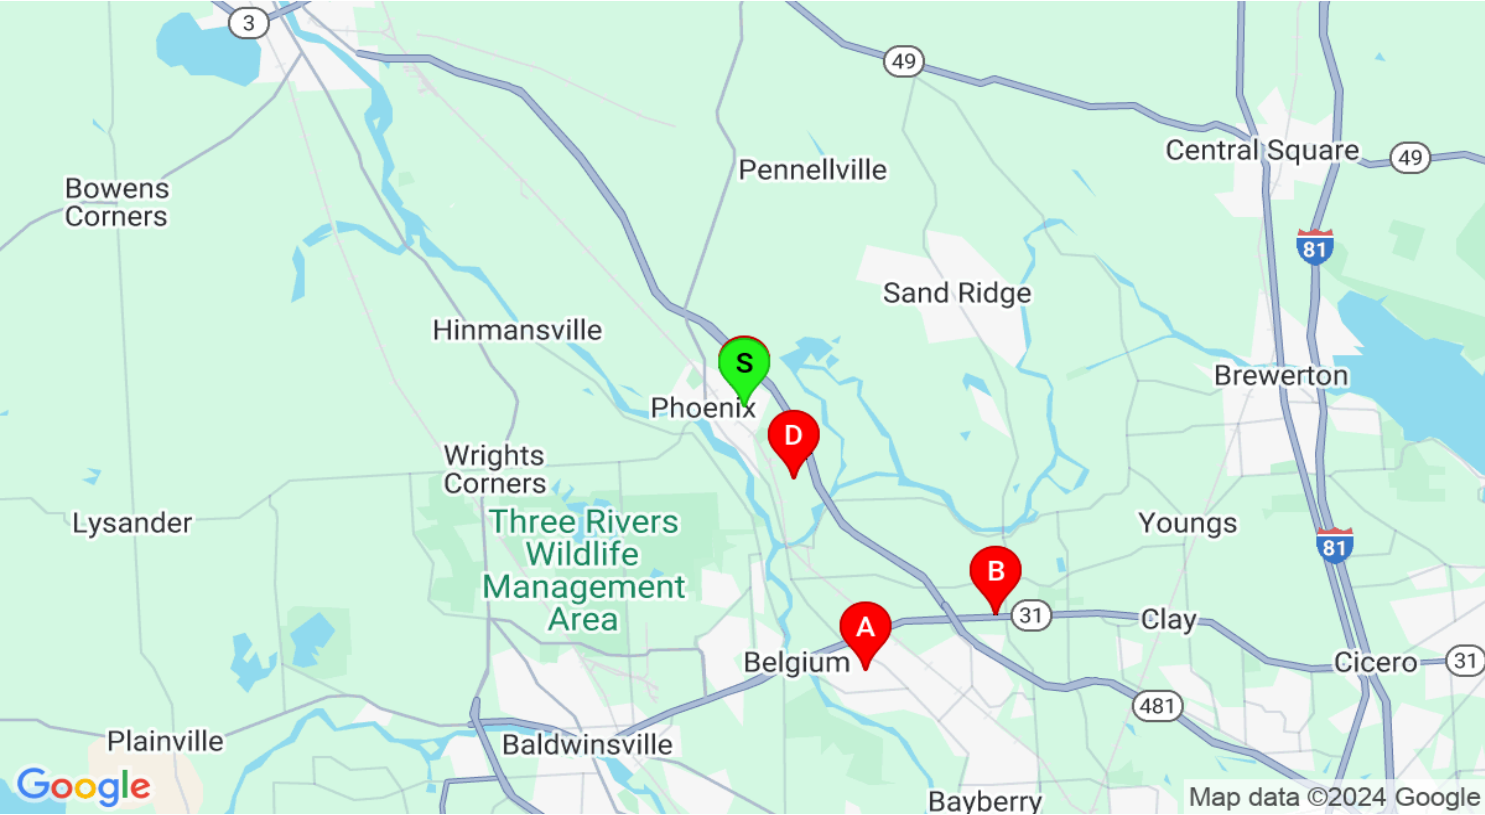 3
49
Central Square
49
Pennellville
Bowens
Corners
81
Sand Ridge
Hinmansville
S
Brewerton
Phoenix
D
Wrights
Corners
Lysander
Three Rivers
Wildlife
Management
Area
Youngs
81
B
31
Clay
A
Belgium
Cicero
31
481
Plainville
Baldwinsville
Google
Bayberry
Map data ©2024 Google